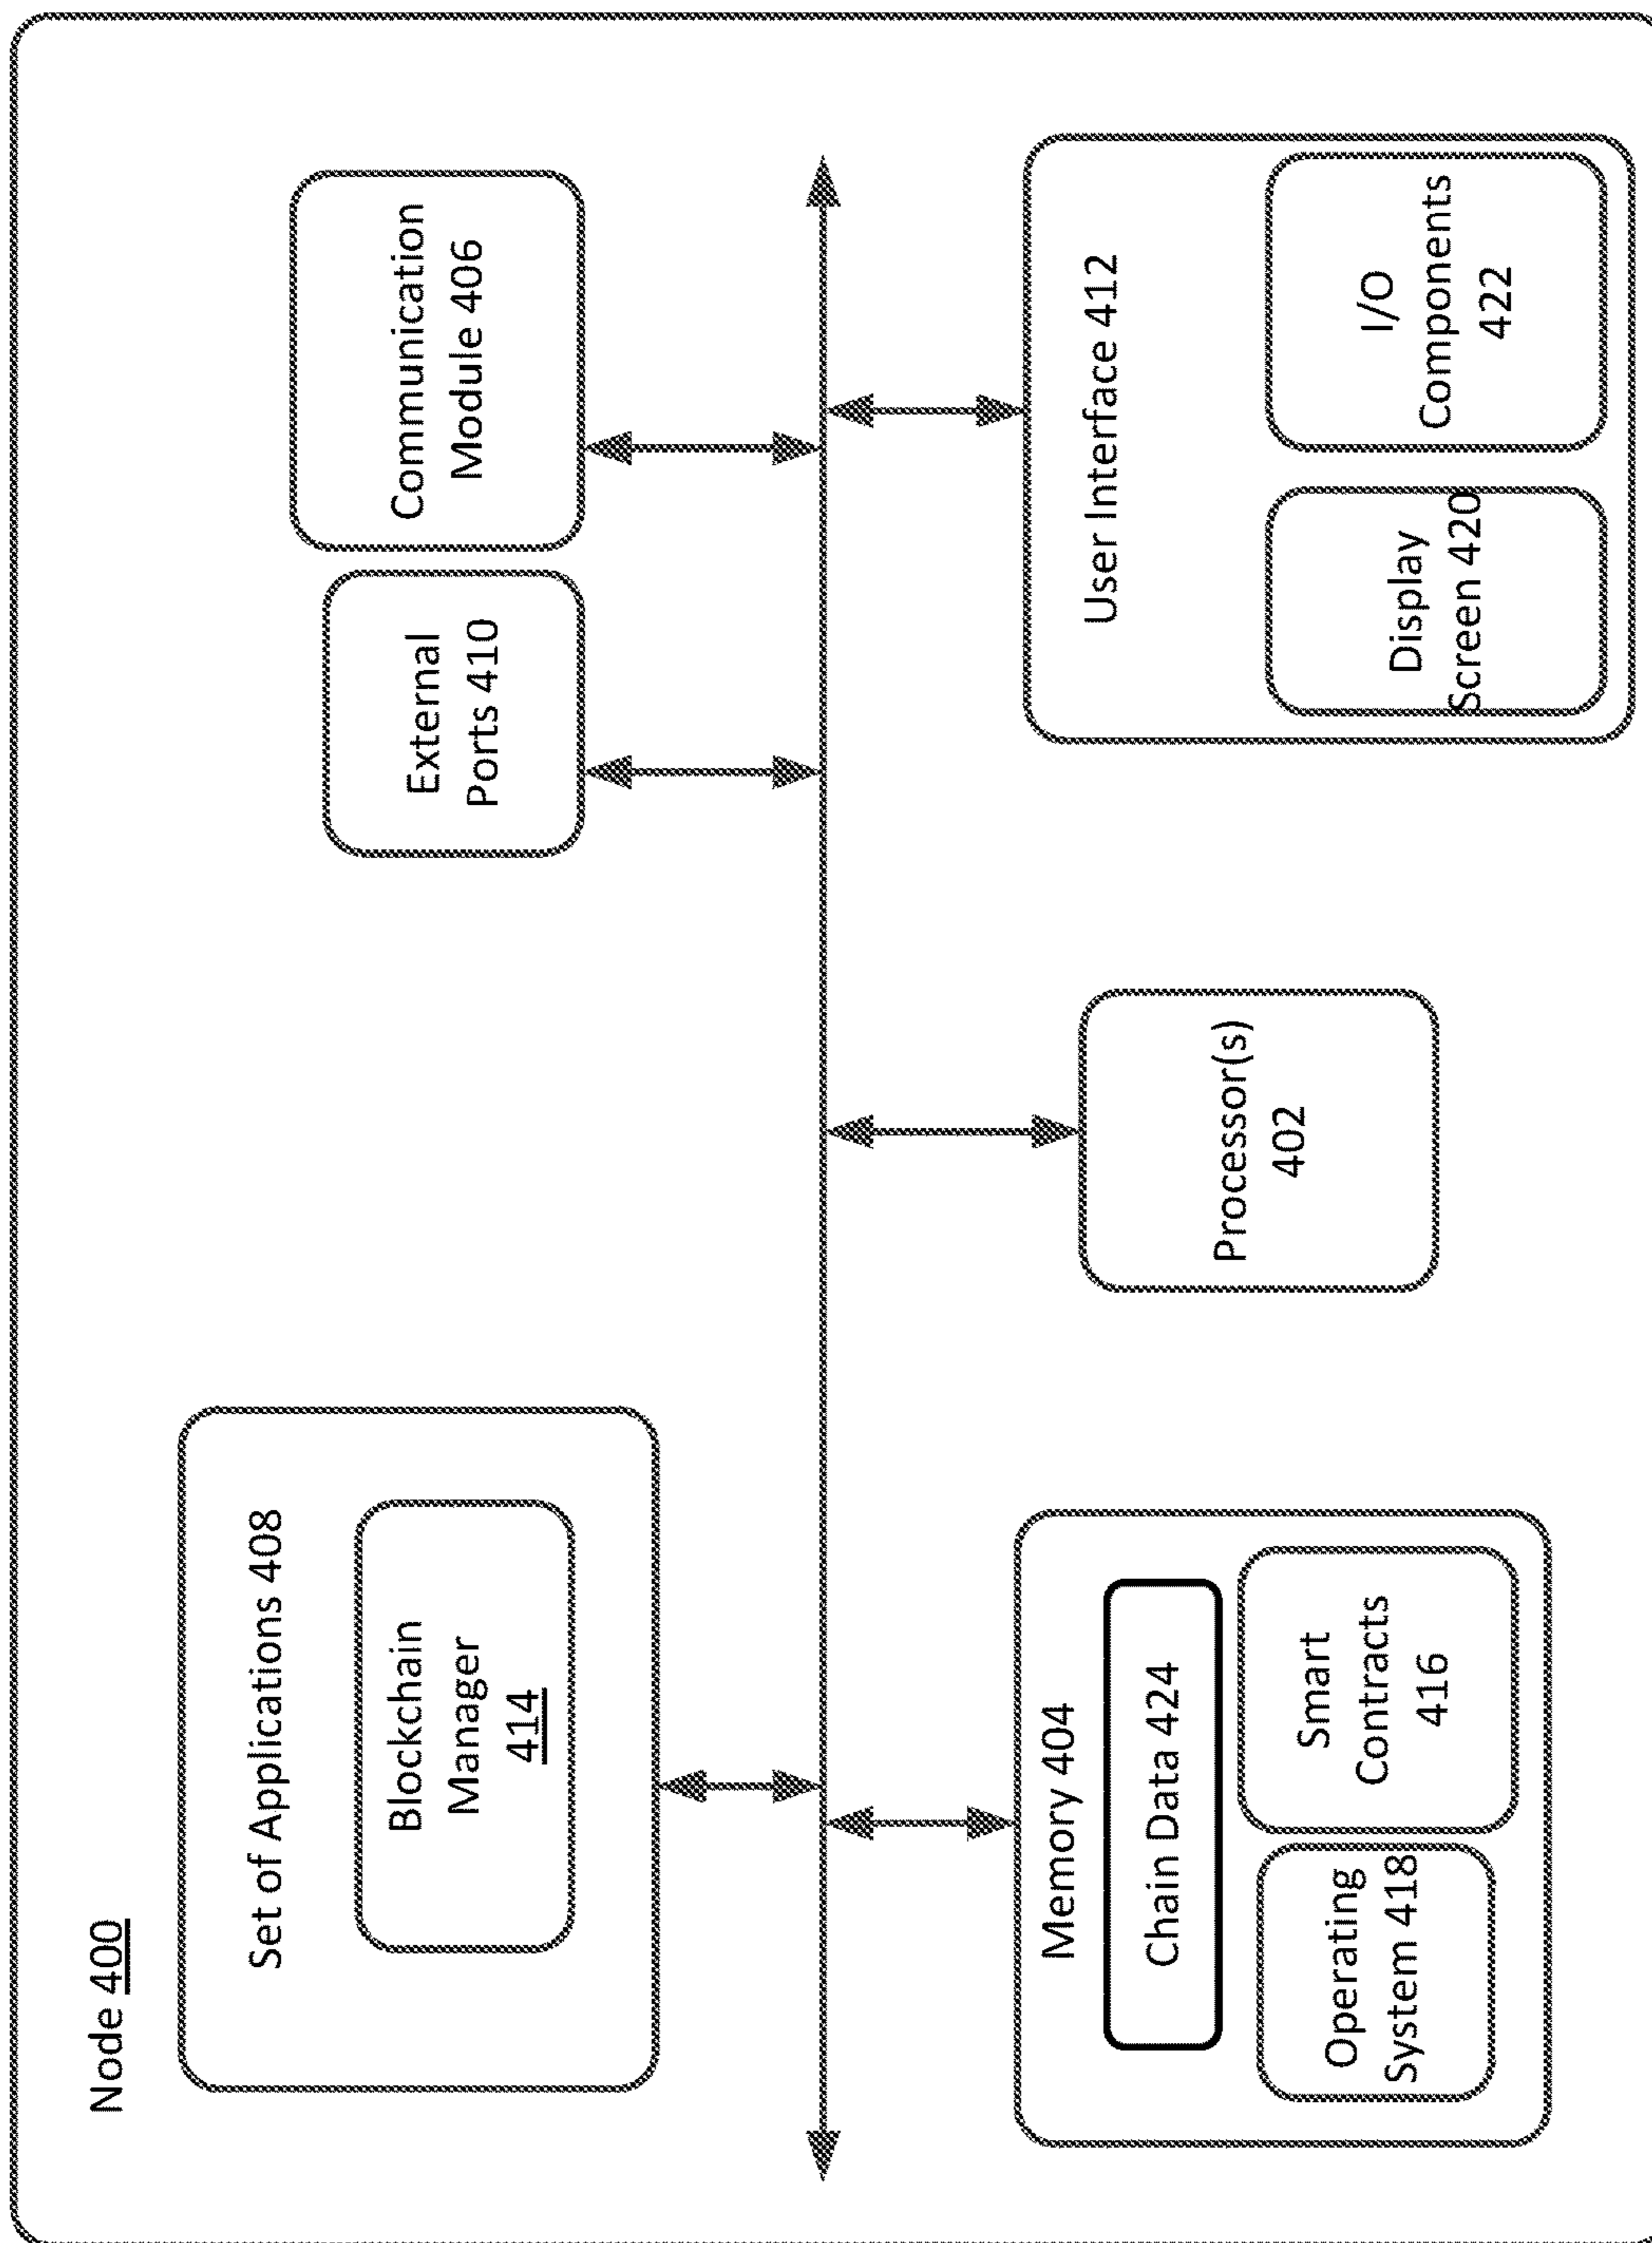 Node 400
Set of Applications 408
Blockchain
Manager
414
External
Ports 410
Communication
Module 406
Memory 404
Chain Data 424
Operating
System 418
Smart
Contracts
416
Processor(s)
402
User Interface 412
Display
Screen 420
I/O
Components
422